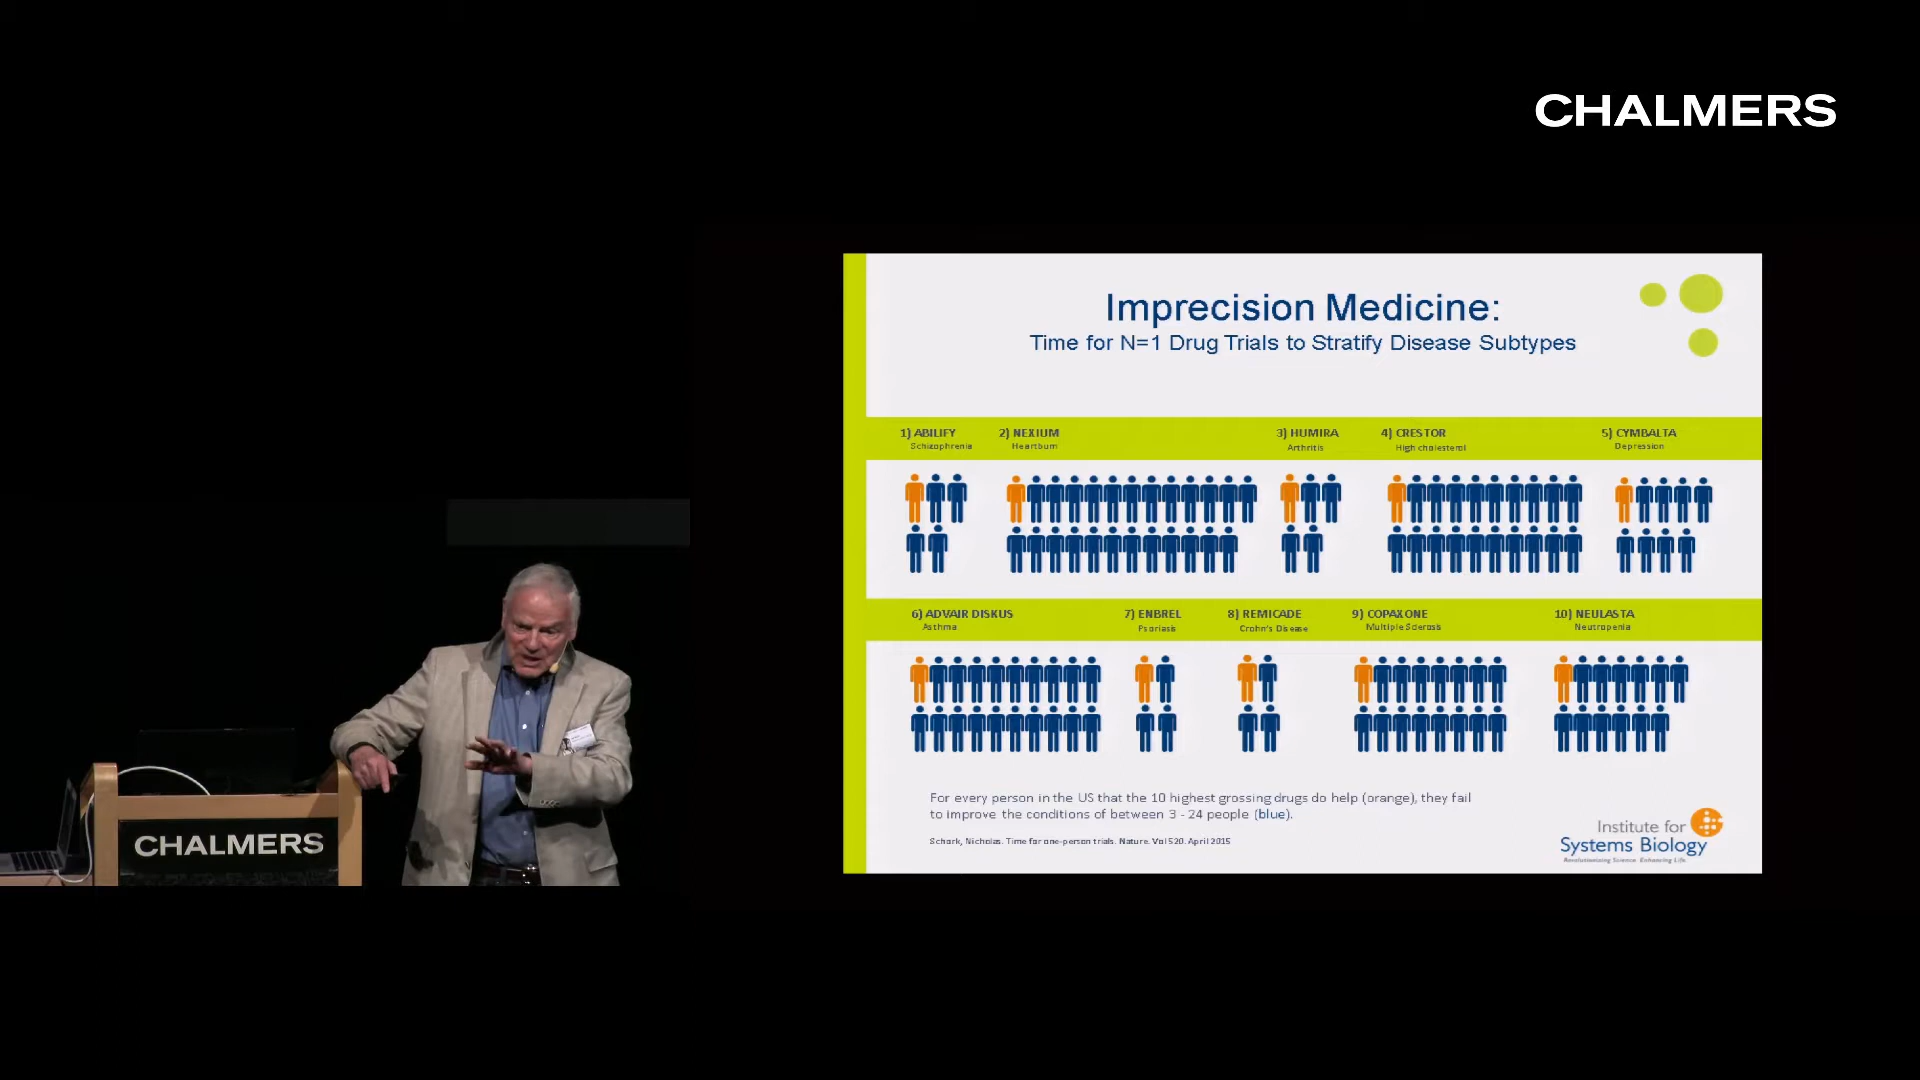 CHALMERS
Imprecision Medicine:
Time for N=1 Drug Trials to Stratify Disease Subtypes
1) ABILIFY
Schizophrenia
2) NEXIUM
Heartburn
3) HUMIRA
Arthritis
4) CRESTOR
High cholesterol
5) CYMBALTA
Depression
6) ADVAIR DISKUS
Asthma
7) ENBREL
Psoriasis
8) REMICADE
Crohn's Disease
9) COPAXONE
Multiple Sclerosis
10) NEULASTA
Neutropenia
For every person in the US that the 10 highest grossing drugs do help (orange), they fail
to improve the conditions of between 3 - 24 people (blue).
Schork, Nicholas. Time for one-person trials. Nature. Vol 520. April 2015
Institute for
Systems Biology
Revolutionizing Science. Enhancing Life.
CHALMERS